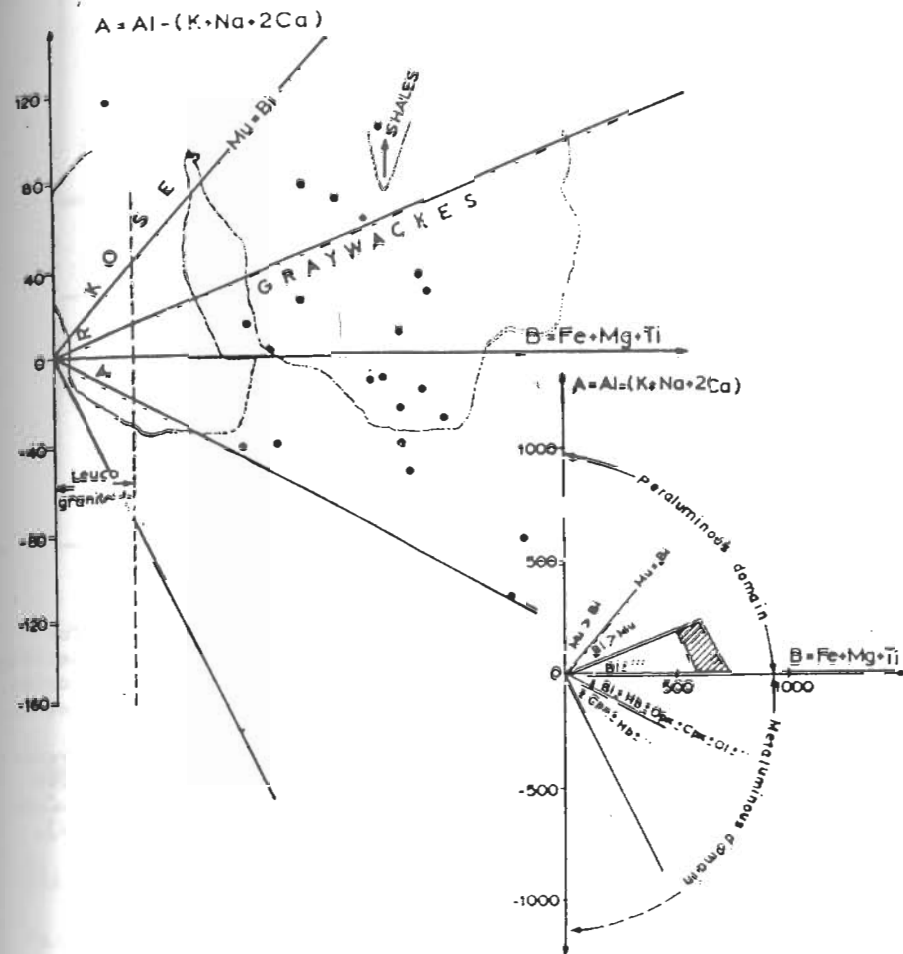 A = Al - (K+Na+2Ca)
120
80
40
0
-40
-80
-120
-160
Mu=Bi
SHALES
ARKOSES
GRAYWACKES
B=Fe+Mg+Ti
Leuco
granite
A=Al-(K+Na+2Ca)
1000
500
0
-500
-1000
Peraluminous domain
Mu=Bi
Mu > Bi
Bi > Mu
Bi±
B=Fe+Mg+Ti
500
1000
Metaluminous domain